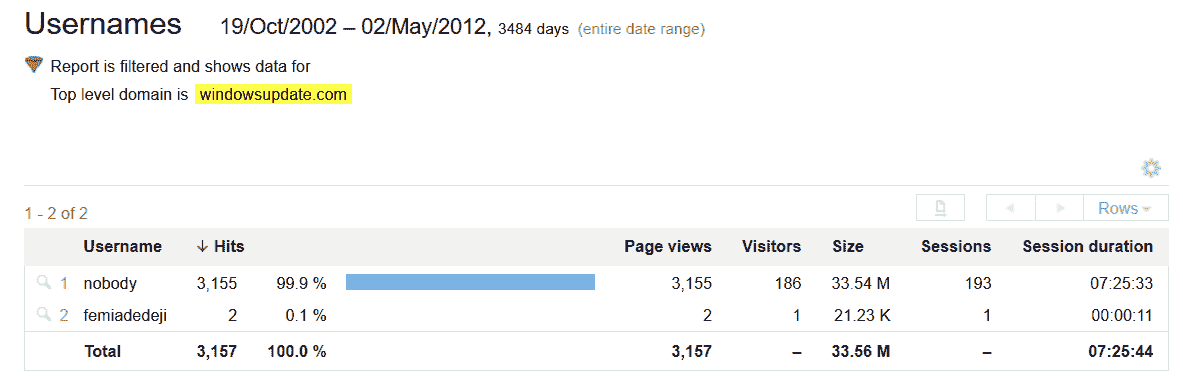 Usernames 19/Oct/2002 – 02/May/2012, 3484 days (entire date range)
Report is filtered and shows data for
Top level domain is windowsupdate.com
1 - 2 of 2 Rows
Username ↓ Hits Page views Visitors Size Sessions Session duration
1 nobody 3,155 99.9 % 3,155 186 33.54 M 193 07:25:33
2 femiadedeji 2 0.1 % 2 1 21.23 K 1 00:00:11
Total 3,157 100.0 % 3,157 – 33.56 M – 07:25:44